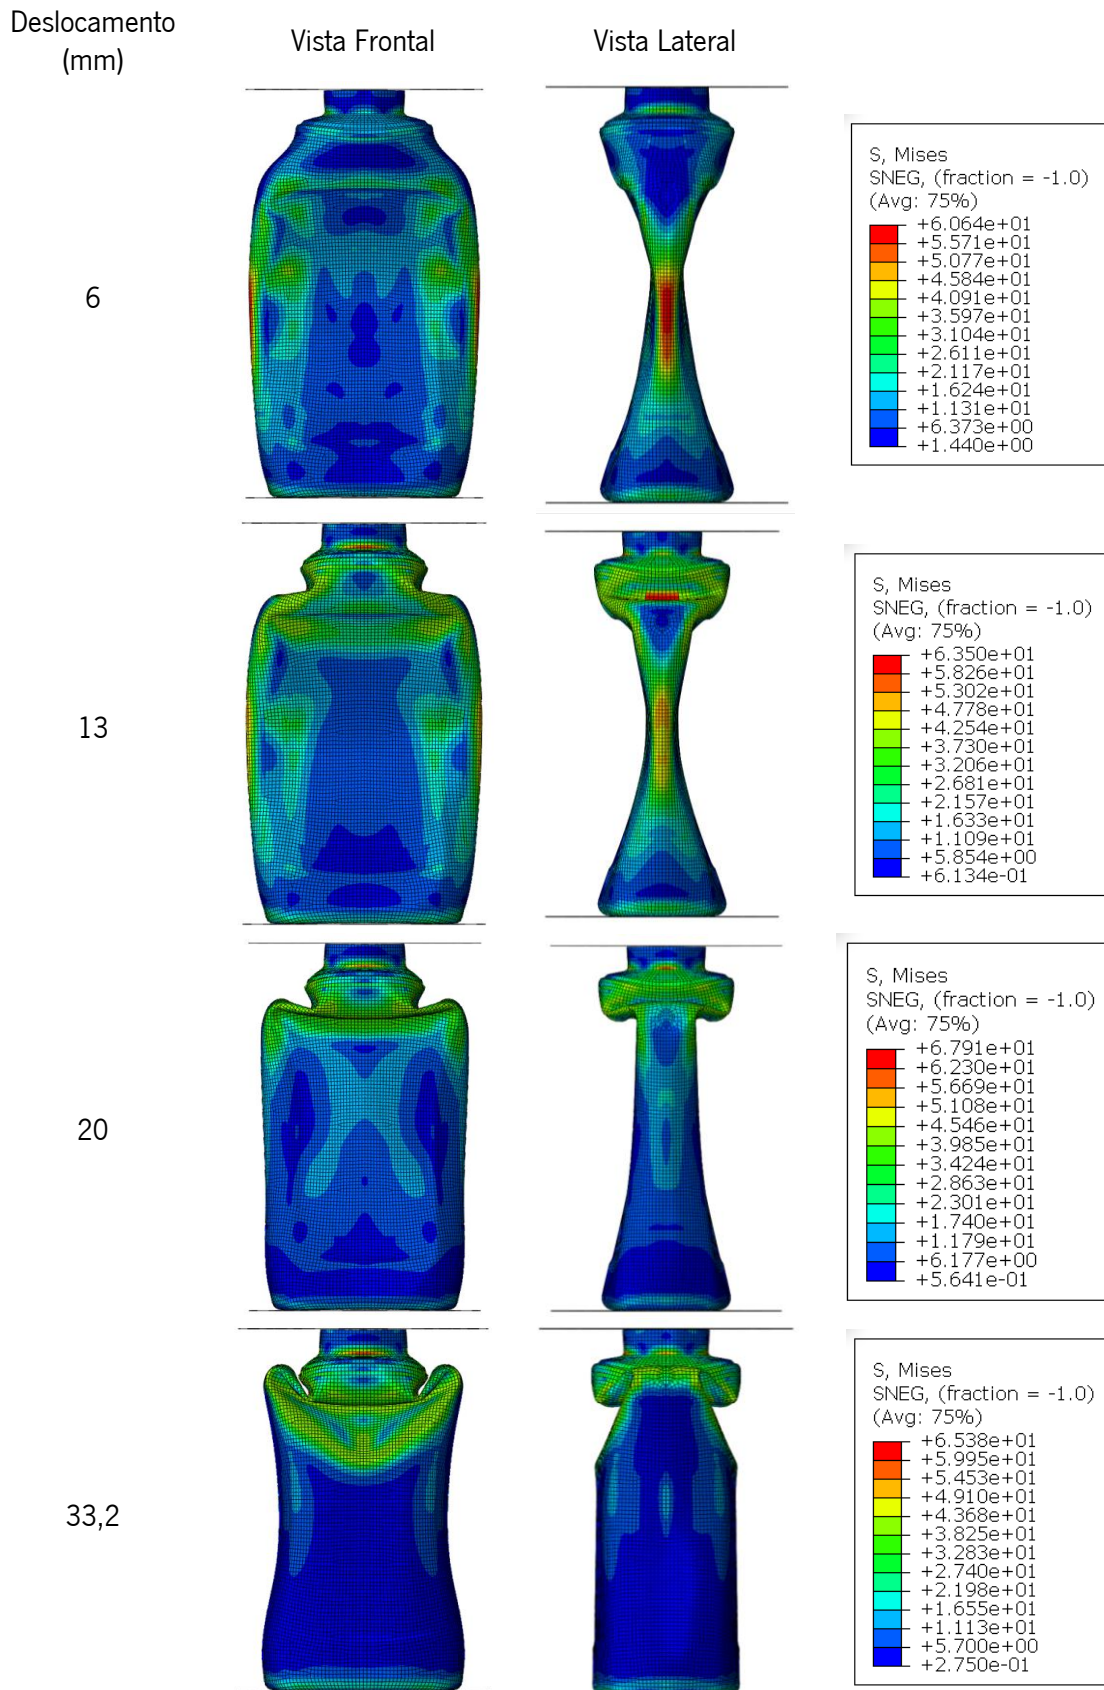 Deslocamento
(mm)
Vista Frontal
Vista Lateral
6
S, Mises
SNEG, (fraction = -1.0)
(Avg: 75%)
+6.064e+01
+5.571e+01
+5.077e+01
+4.584e+01
+4.091e+01
+3.597e+01
+3.104e+01
+2.611e+01
+2.117e+01
+1.624e+01
+1.131e+01
+6.373e+00
+1.440e+00
13
S, Mises
SNEG, (fraction = -1.0)
(Avg: 75%)
+6.350e+01
+5.826e+01
+5.302e+01
+4.778e+01
+4.254e+01
+3.730e+01
+3.206e+01
+2.681e+01
+2.157e+01
+1.633e+01
+1.109e+01
+5.854e+00
+6.134e-01
20
S, Mises
SNEG, (fraction = -1.0)
(Avg: 75%)
+6.791e+01
+6.230e+01
+5.669e+01
+5.108e+01
+4.546e+01
+3.985e+01
+3.424e+01
+2.863e+01
+2.301e+01
+1.740e+01
+1.179e+01
+6.177e+00
+5.641e-01
33,2
S, Mises
SNEG, (fraction = -1.0)
(Avg: 75%)
+6.538e+01
+5.995e+01
+5.453e+01
+4.910e+01
+4.368e+01
+3.825e+01
+3.283e+01
+2.740e+01
+2.198e+01
+1.655e+01
+1.113e+01
+5.700e+00
+2.750e-01